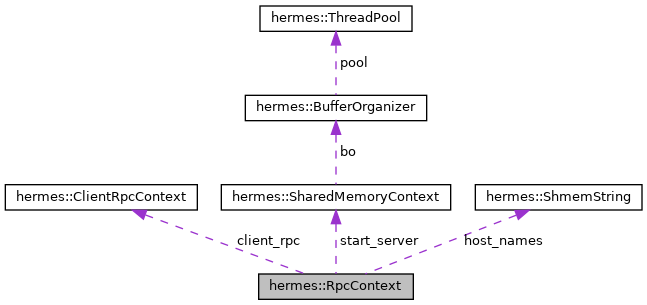 hermes::ThreadPool
pool
hermes::BufferOrganizer
bo
hermes::ClientRpcContext
hermes::SharedMemoryContext
hermes::ShmemString
client_rpc
start_server
host_names
hermes::RpcContext